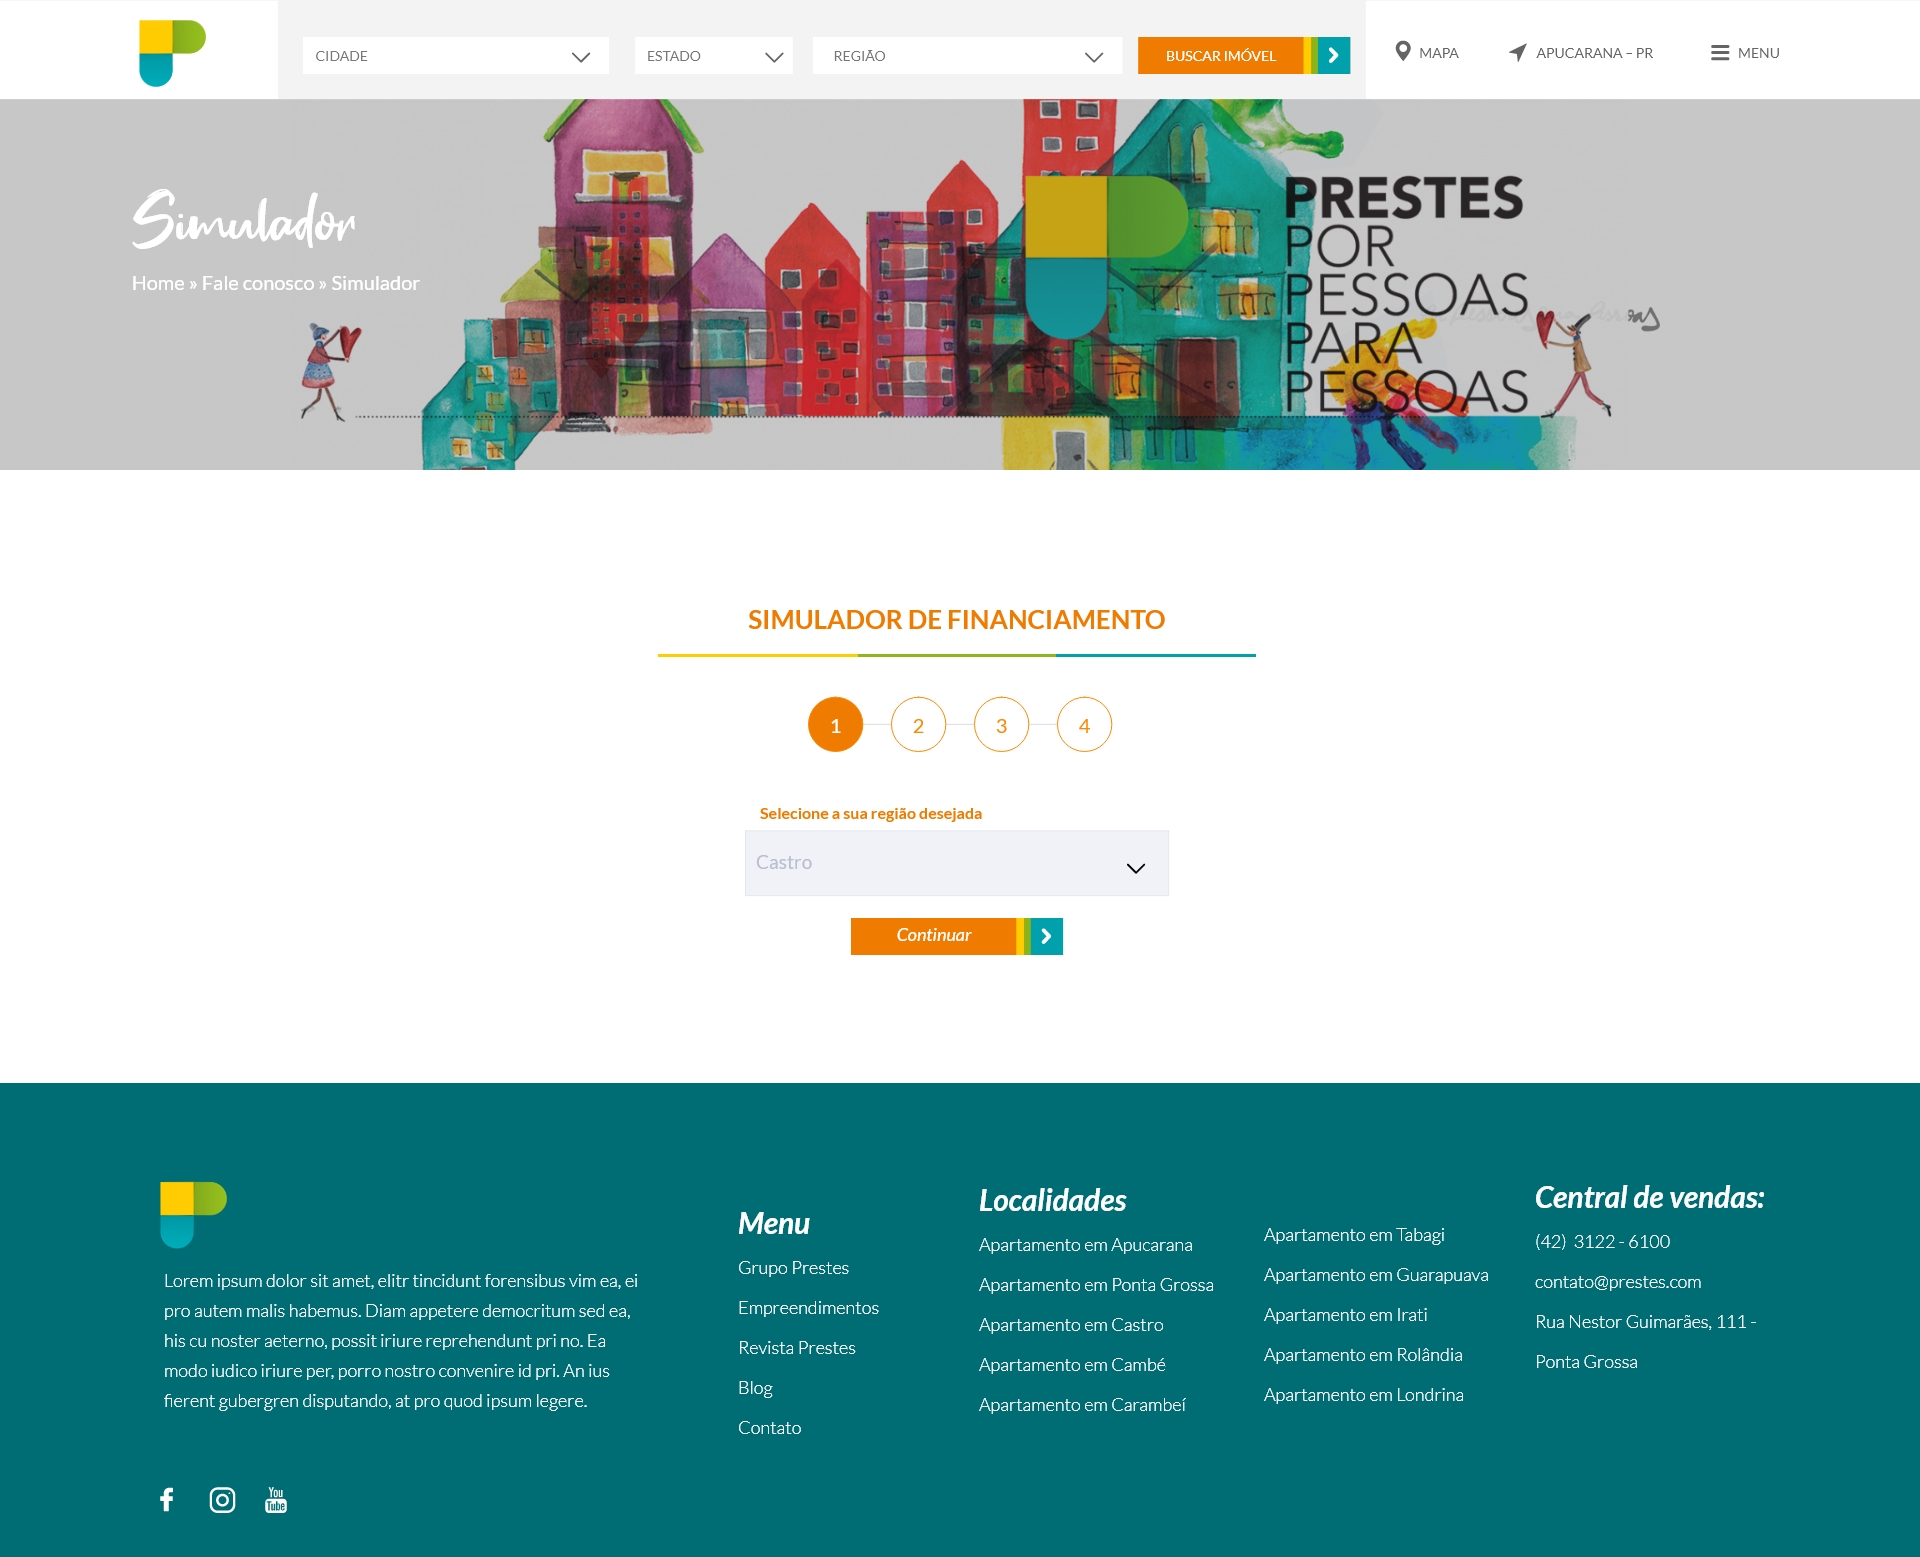 CIDADE
ESTADO
REGIÃO
BUSCAR IMÓVEL
MAPA
APUCARANA – PR
MENU
Simulador
Home » Fale conosco » Simulador
PRESTES
POR
PESSOAS
PARA
PESSOAS
SIMULADOR DE FINANCIAMENTO
1
2
3
4
Selecione a sua região desejada
Castro
Continuar
Lorem ipsum dolor sit amet, elitr tincidunt forensibus vim ea, ei
pro autem malis habemus. Diam appetere democritum sed ea,
his cu noster aeterno, possit iriure reprehendunt pri no. Ea
modo iudico iriure per, porro nostro convenire id pri. An ius
fierent gubergren disputando, at pro quod ipsum legere.
You
Tube
Menu
Grupo Prestes
Empreendimentos
Revista Prestes
Blog
Contato
Localidades
Apartamento em Apucarana
Apartamento em Ponta Grossa
Apartamento em Castro
Apartamento em Cambé
Apartamento em Carambeí
Apartamento em Tabagi
Apartamento em Guarapuava
Apartamento em Irati
Apartamento em Rolândia
Apartamento em Londrina
Central de vendas:
(42) 3122 - 6100
contato@prestes.com
Rua Nestor Guimarães, 111 -
Ponta Grossa